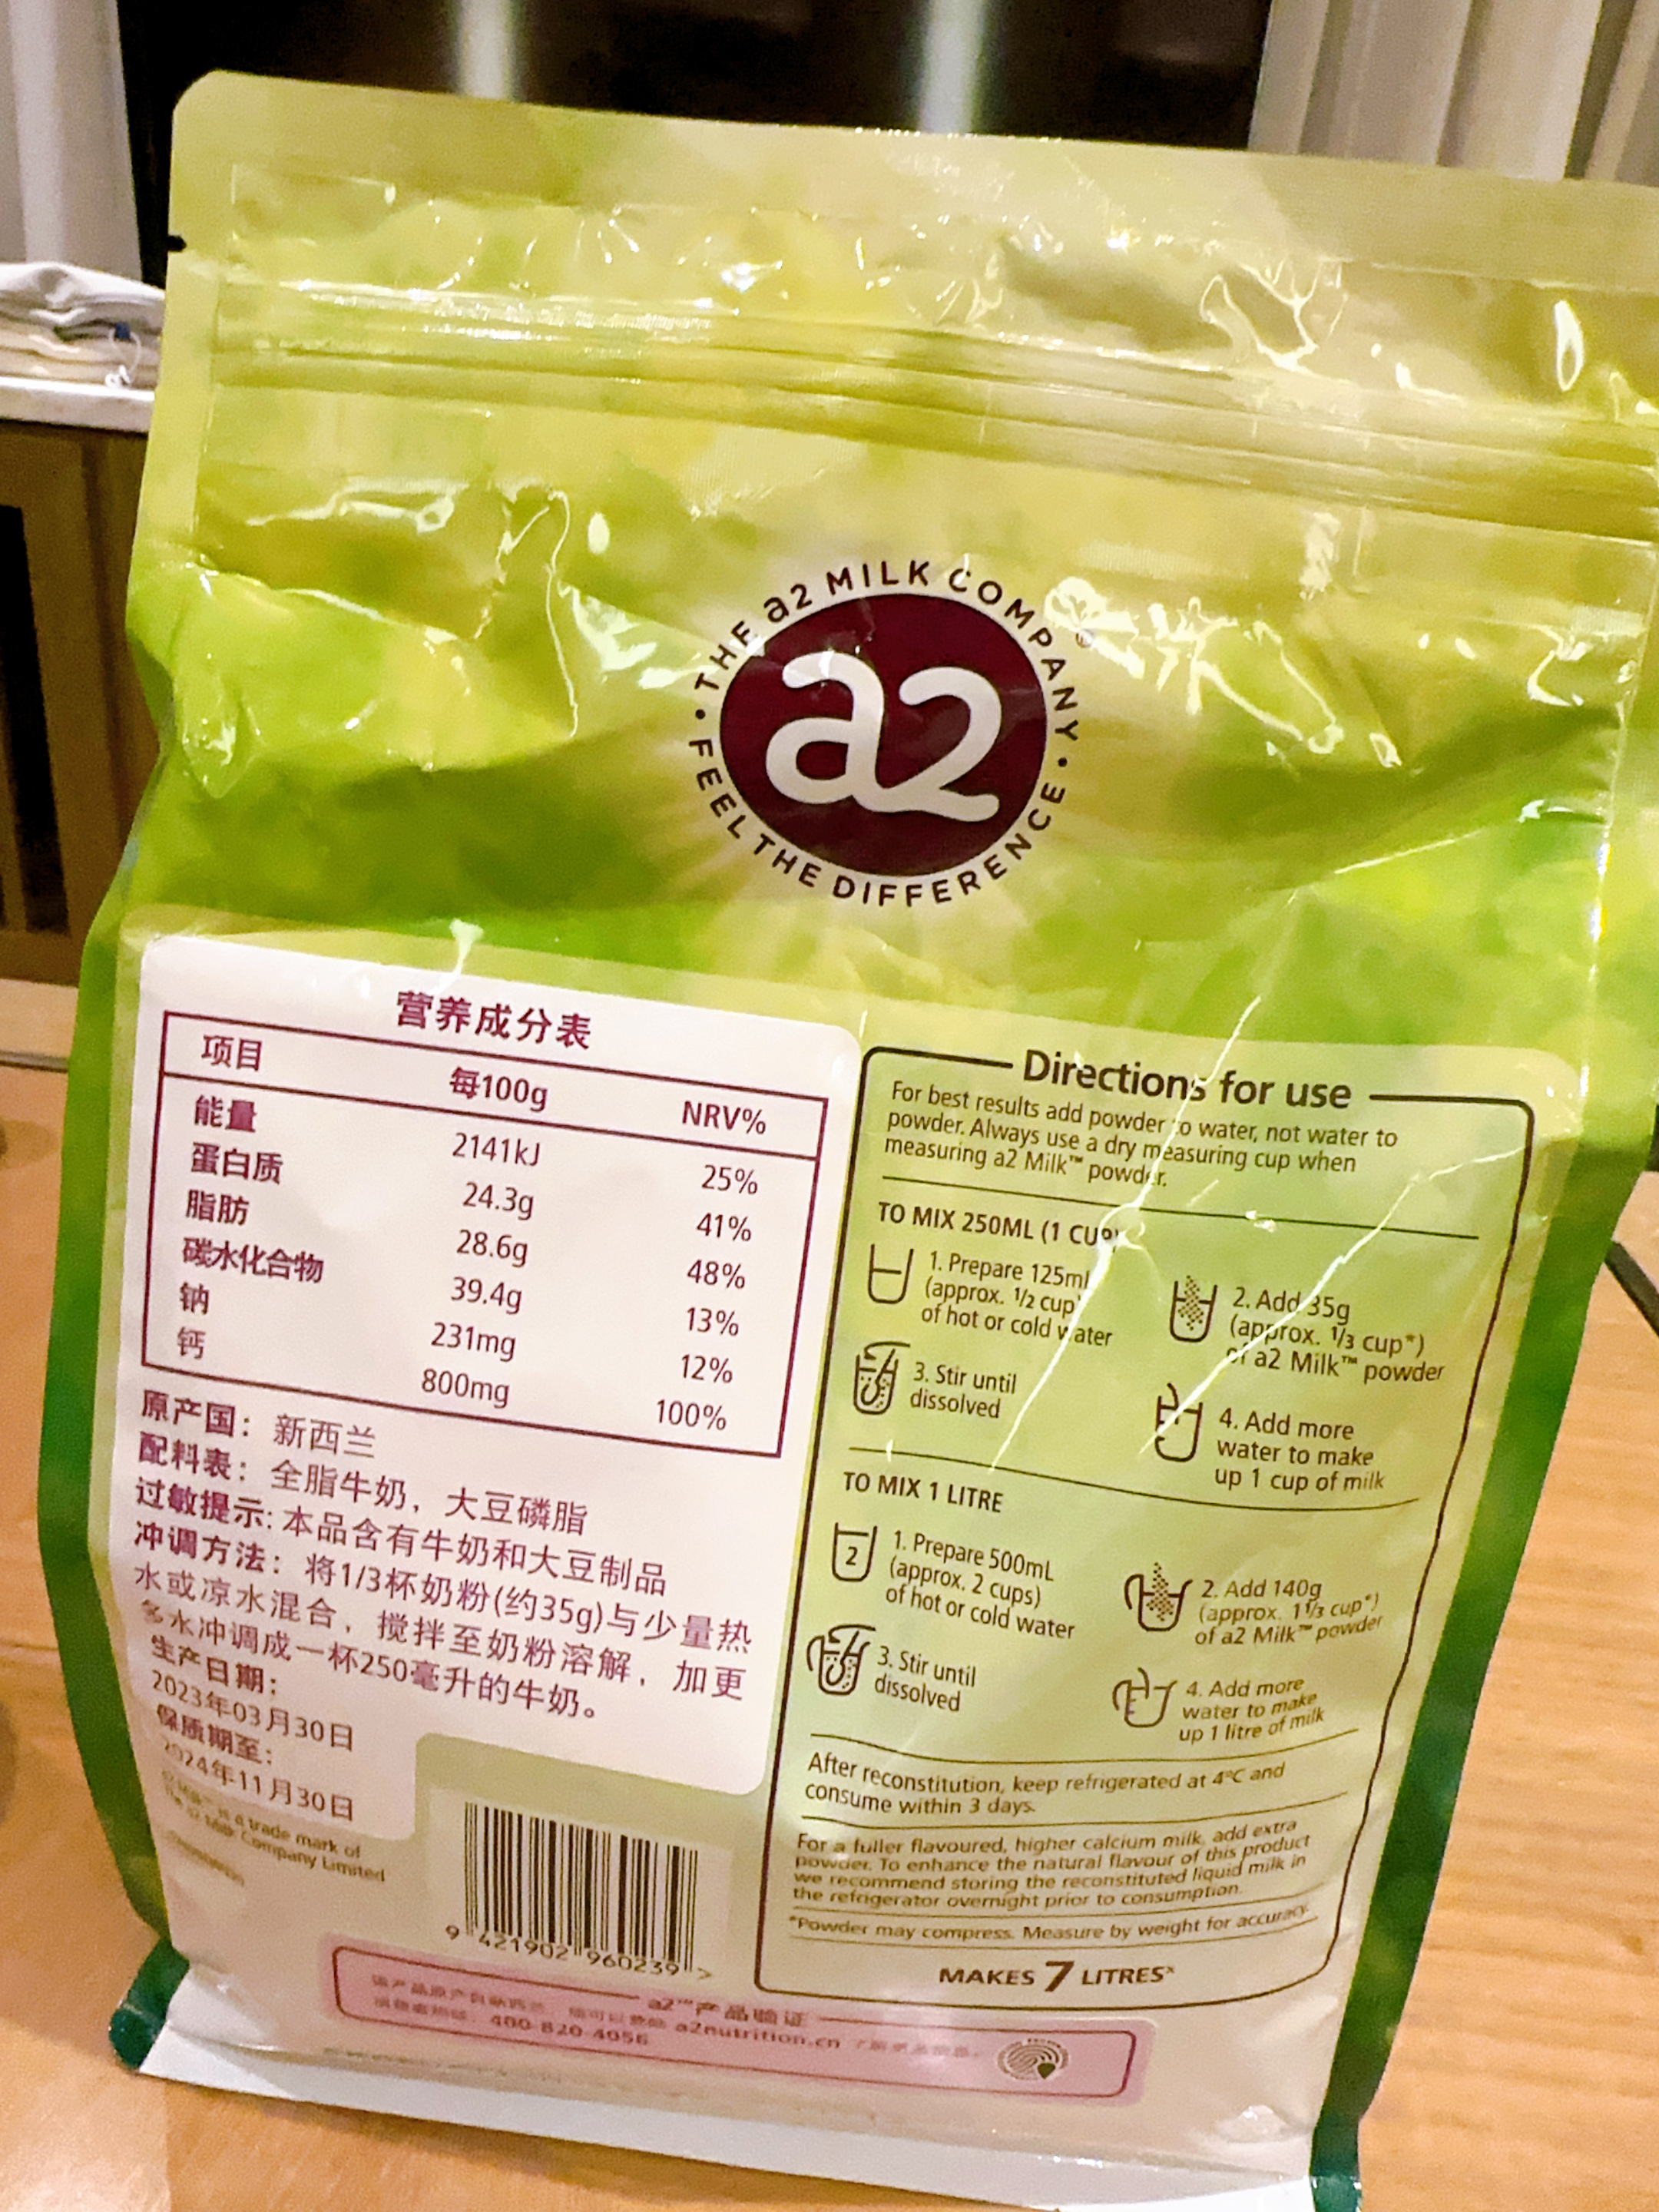 THE a2 MILK COMPANY
®
a2
FEEL THE DIFFERENCE
营养成分表
项目 每100g NRV%
能量 2141kJ 25%
蛋白质 24.3g 41%
脂肪 28.6g 48%
碳水化合物 39.4g 13%
钠 231mg 12%
钙 800mg 100%
原产国：新西兰
配料表：全脂牛奶，大豆磷脂
过敏提示：本品含有牛奶和大豆制品
冲调方法：将1/3杯奶粉(约35g)与少量热
水或凉水混合，搅拌至奶粉溶解，加更
多水冲调成一杯250毫升的牛奶。
生产日期：
2023年03月30日
保质期至：
2024年11月30日
is a trade mark of
The a2 Milk Company Limited
9 421902 960239 >
Directions for use
For best results add powder to water, not water to
powder. Always use a dry measuring cup when
measuring a2 Milk™ powder.
TO MIX 250ML (1 CUP)
1. Prepare 125ml
(approx. 1/2 cup)
of hot or cold water
2. Add 35g
(approx. 1/3 cup*)
of a2 Milk™ powder
3. Stir until
dissolved
4. Add more
water to make
up 1 cup of milk
TO MIX 1 LITRE
2
1. Prepare 500mL
(approx. 2 cups)
of hot or cold water
2. Add 140g
(approx. 1 1/3 cup*)
of a2 Milk™ powder
3. Stir until
dissolved
4. Add more
water to make
up 1 litre of milk
After reconstitution, keep refrigerated at 4°C and
consume within 3 days.
For a fuller flavoured, higher calcium milk, add extra
powder. To enhance the natural flavour of this product
we recommend storing the reconstituted liquid milk in
the refrigerator overnight prior to consumption.
*Powder may compress. Measure by weight for accuracy.
MAKES 7 LITRES*
a2™产品验证
a2nutrition.cn
400-820-4056